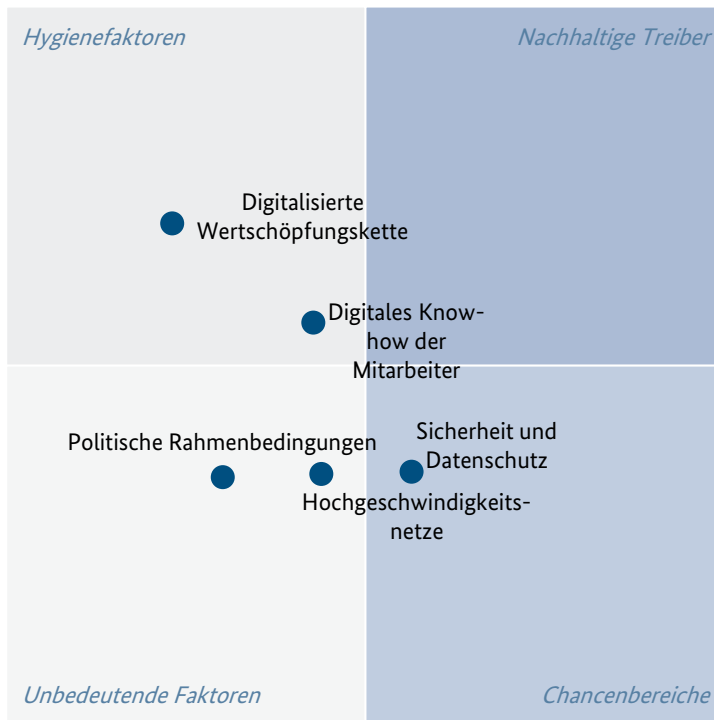 Hygienefaktoren
Nachhaltige Treiber
Digitalisierte
Wertschöpfungskette
Digitales Know-
how der
Mitarbeiter
Politische Rahmenbedingungen
Sicherheit und
Datenschutz
Hochgeschwindigkeits-
netze
Unbedeutende Faktoren
Chancenbereiche